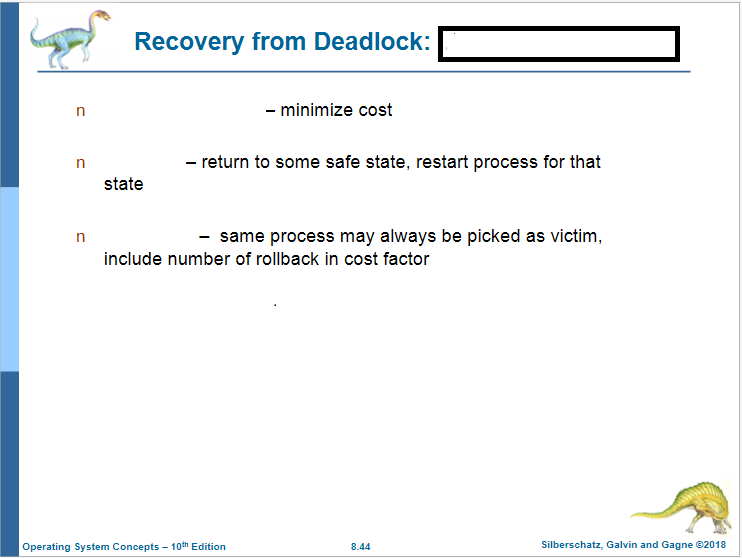 Recovery from Deadlock:
n – minimize cost
n – return to some safe state, restart process for that
state
n – same process may always be picked as victim,
include number of rollback in cost factor
.
Operating System Concepts – 10th Edition 8.44 Silberschatz, Galvin and Gagne ©2018